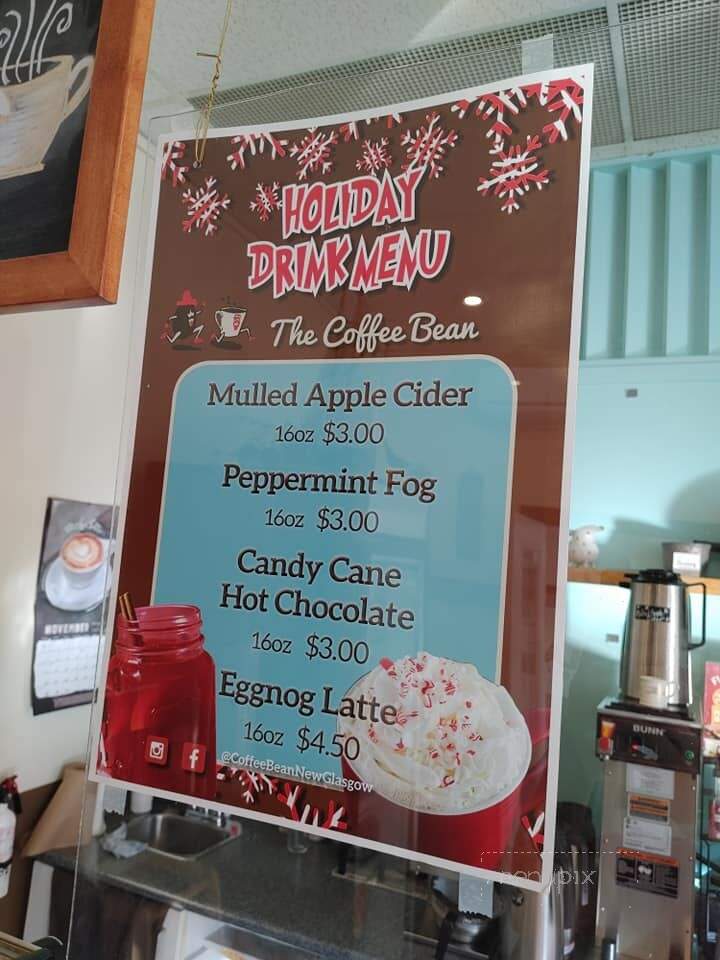 HOLIDAY
DRINK MENU
The Coffee Bean
Mulled Apple Cider
16oz $3.00
Peppermint Fog
16oz $3.00
Candy Cane
Hot Chocolate
16oz $3.00
Eggnog Latte
16oz $4.50
@CoffeeBeanNewGlasgow
NOVEMBER
BUNN